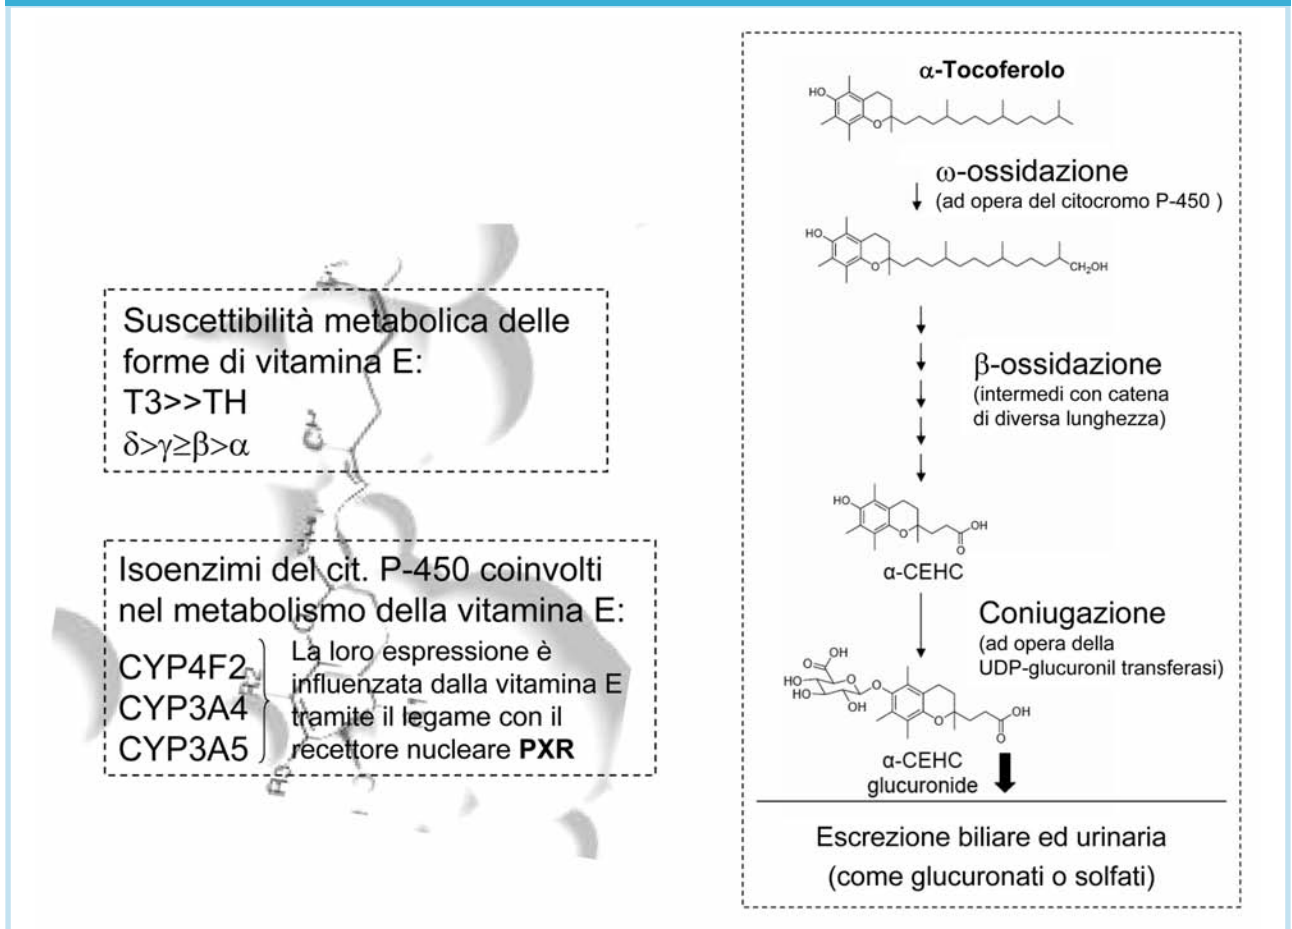 Suscettibilità metabolica delle
forme di vitamina E:
T3>>TH
δ>γ≥β>α
Isoenzimi del cit. P-450 coinvolti
nel metabolismo della vitamina E:
CYP4F2
CYP3A4
CYP3A5
La loro espressione è
influenzata dalla vitamina E
tramite il legame con il
recettore nucleare PXR
α-Tocoferolo
HO
O
ω-ossidazione
(ad opera del citocromo P-450 )
HO
O
CH₂OH
β-ossidazione
(intermedi con catena
di diversa lunghezza)
HO
O
OH
O
α-CEHC
Coniugazione
(ad opera della
UDP-glucuronil transferasi)
OH
O
HO
O
O
HO
OH
O
OH
O
α-CEHC
glucuronide
Escrezione biliare ed urinaria
(come glucuronati o solfati)